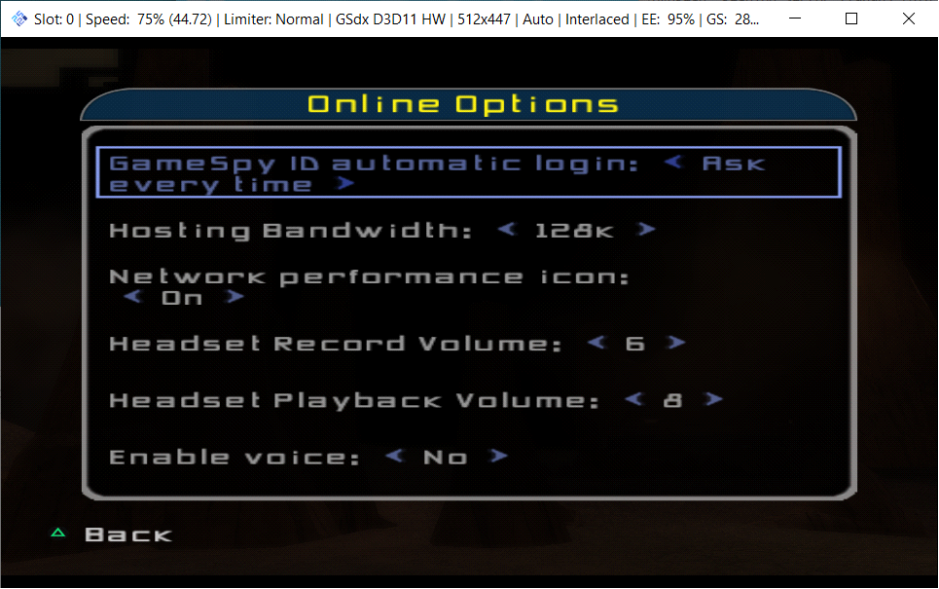 Slot: 0 | Speed: 75% (44.72) | Limiter: Normal | GSdx D3D11 HW | 512x447 | Auto | Interlaced | EE: 95% | GS: 28...
Online Options
GameSpy ID automatic login: < Ask
every time >
Hosting Bandwidth: < 128k >
Network performance icon:
< On >
Headset Record Volume: < 6 >
Headset Playback Volume: < 8 >
Enable voice: < No >
Back